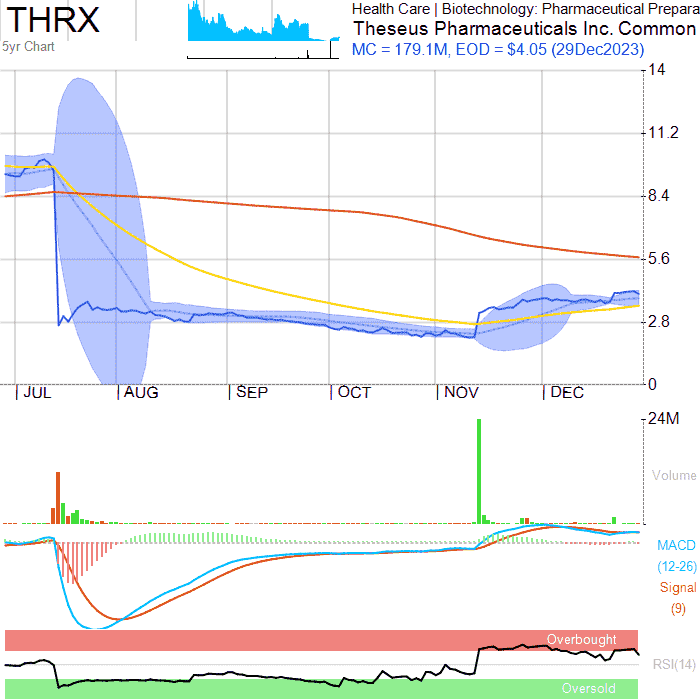 THRX
5yr Chart
Health Care | Biotechnology: Pharmaceutical Prepara
Theseus Pharmaceuticals Inc. Common
MC = 179.1M, EOD = $4.05 (29Dec2023)
14
11.2
8.4
5.6
2.8
0
JUL AUG SEP OCT NOV DEC
24M
Volume
MACD
(12-26)
Signal
(9)
Overbought
RSI(14)
Oversold